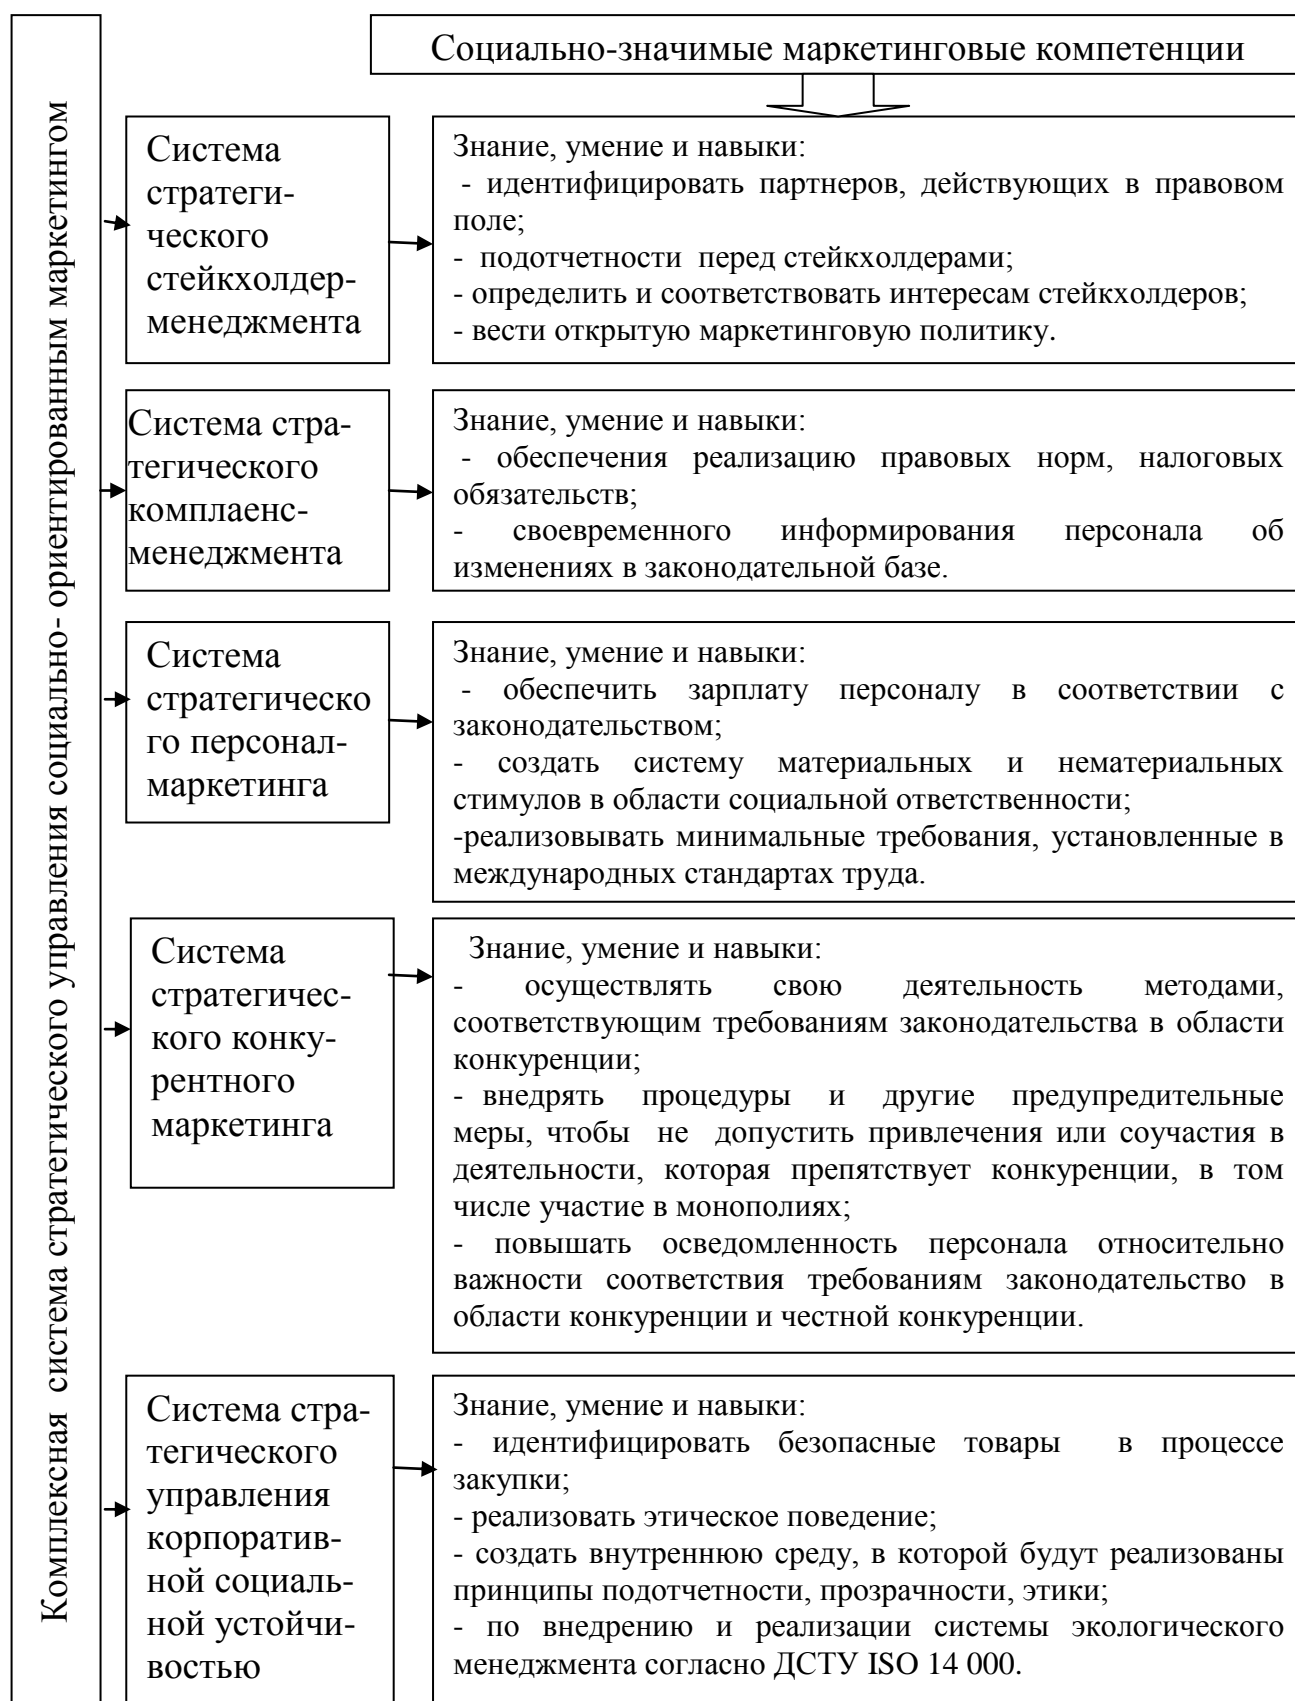 Социально-значимые маркетинговые компетенции
Комплексная система стратегического управления социально- ориентированным маркетингом
Система
стратеги-
ческого
стейкхолдер-
менеджмента
Знание, умение и навыки:
- идентифицировать партнеров, действующих в правовом
поле;
- подотчетности перед стейкхолдерами;
- определить и соответствовать интересам стейкхолдеров;
- вести открытую маркетинговую политику.
Система стра-
тегического
комплаенс-
менеджмента
Знание, умение и навыки:
- обеспечения реализацию правовых норм, налоговых
обязательств;
- своевременного информирования персонала об
изменениях в законодательной базе.
Система
стратегическо
го персонал-
маркетинга
Знание, умение и навыки:
- обеспечить зарплату персоналу в соответствии с
законодательством;
- создать систему материальных и нематериальных
стимулов в области социальной ответственности;
-реализовывать минимальные требования, установленные в
международных стандартах труда.
Система
стратегичес-
кого конку-
рентного
маркетинга
Знание, умение и навыки:
- осуществлять свою деятельность методами,
соответствующим требованиям законодательства в области
конкуренции;
- внедрять процедуры и другие предупредительные
меры, чтобы не допустить привлечения или соучастия в
деятельности, которая препятствует конкуренции, в том
числе участие в монополиях;
- повышать осведомленность персонала относительно
важности соответствия требованиям законодательство в
области конкуренции и честной конкуренции.
Система стра-
тегического
управления
корпоратив-
ной социаль-
ной устойчи-
востью
Знание, умение и навыки:
- идентифицировать безопасные товары в процессе
закупки;
- реализовать этическое поведение;
- создать внутреннюю среду, в которой будут реализованы
принципы подотчетности, прозрачности, этики;
- по внедрению и реализации системы экологического
менеджмента согласно ДСТУ ISO 14 000.